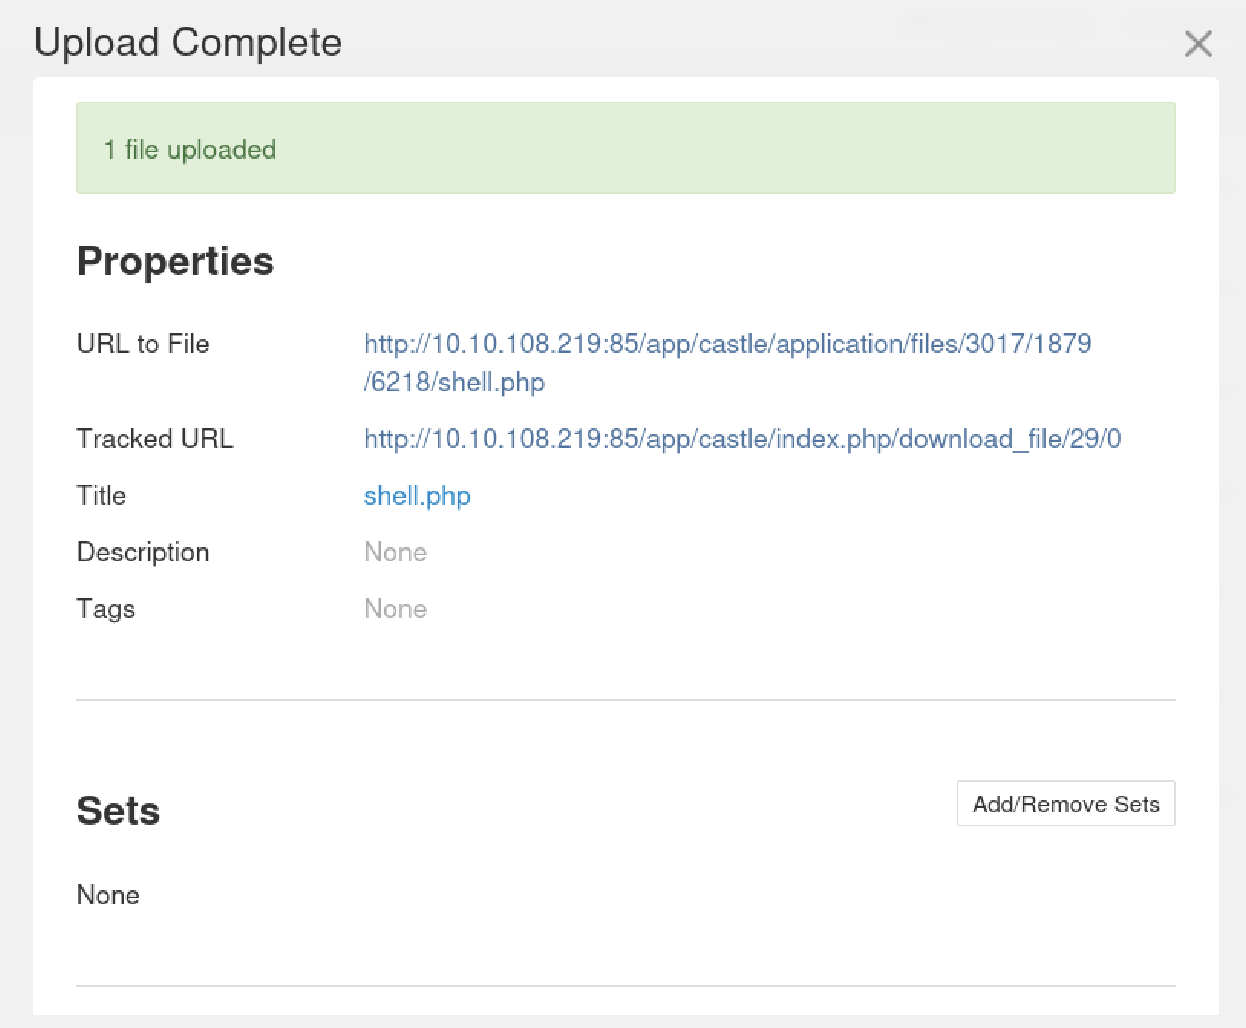 Upload Complete
1 file uploaded
Properties
URL to File http://10.10.108.219:85/app/castle/application/files/3017/1879
/6218/shell.php
Tracked URL http://10.10.108.219:85/app/castle/index.php/download_file/29/0
Title shell.php
Description None
Tags None
Sets Add/Remove Sets
None